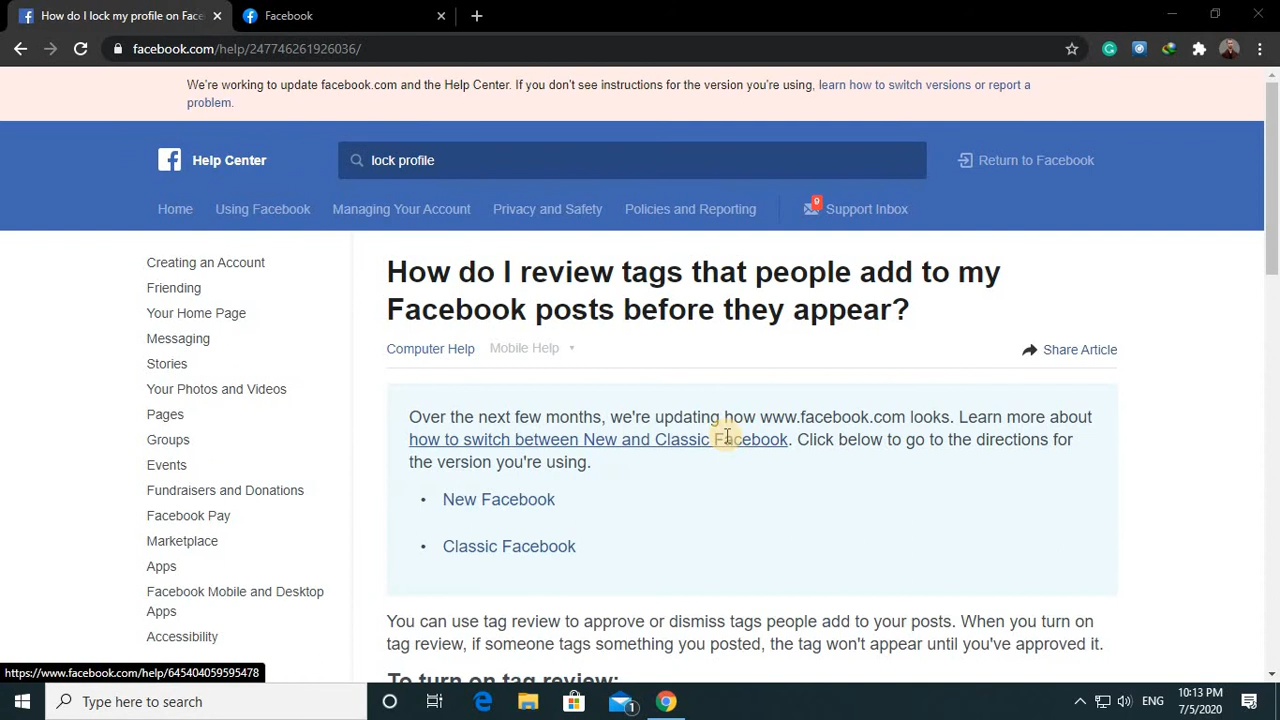 How do I lock my profile on Fac
Facebook
facebook.com/help/247746261926036/
We're working to update facebook.com and the Help Center. If you don't see instructions for the version you're using, learn how to switch versions or report a
problem.
Help Center
lock profile
Return to Facebook
Home
Using Facebook
Managing Your Account
Privacy and Safety
Policies and Reporting
9
Support Inbox
Creating an Account
Friending
Your Home Page
Messaging
Stories
Your Photos and Videos
Pages
Groups
Events
Fundraisers and Donations
Facebook Pay
Marketplace
Apps
Facebook Mobile and Desktop
Apps
Accessibility
How do I review tags that people add to my
Facebook posts before they appear?
Computer Help
Mobile Help
Share Article
Over the next few months, we're updating how www.facebook.com looks. Learn more about
how to switch between New and Classic Facebook. Click below to go to the directions for
the version you're using.
• New Facebook
• Classic Facebook
You can use tag review to approve or dismiss tags people add to your posts. When you turn on
tag review, if someone tags something you posted, the tag won't appear until you've approved it.
To turn on tag review:
https://www.facebook.com/help/645404059595478
Type here to search
1
ENG
10:13 PM
7/5/2020